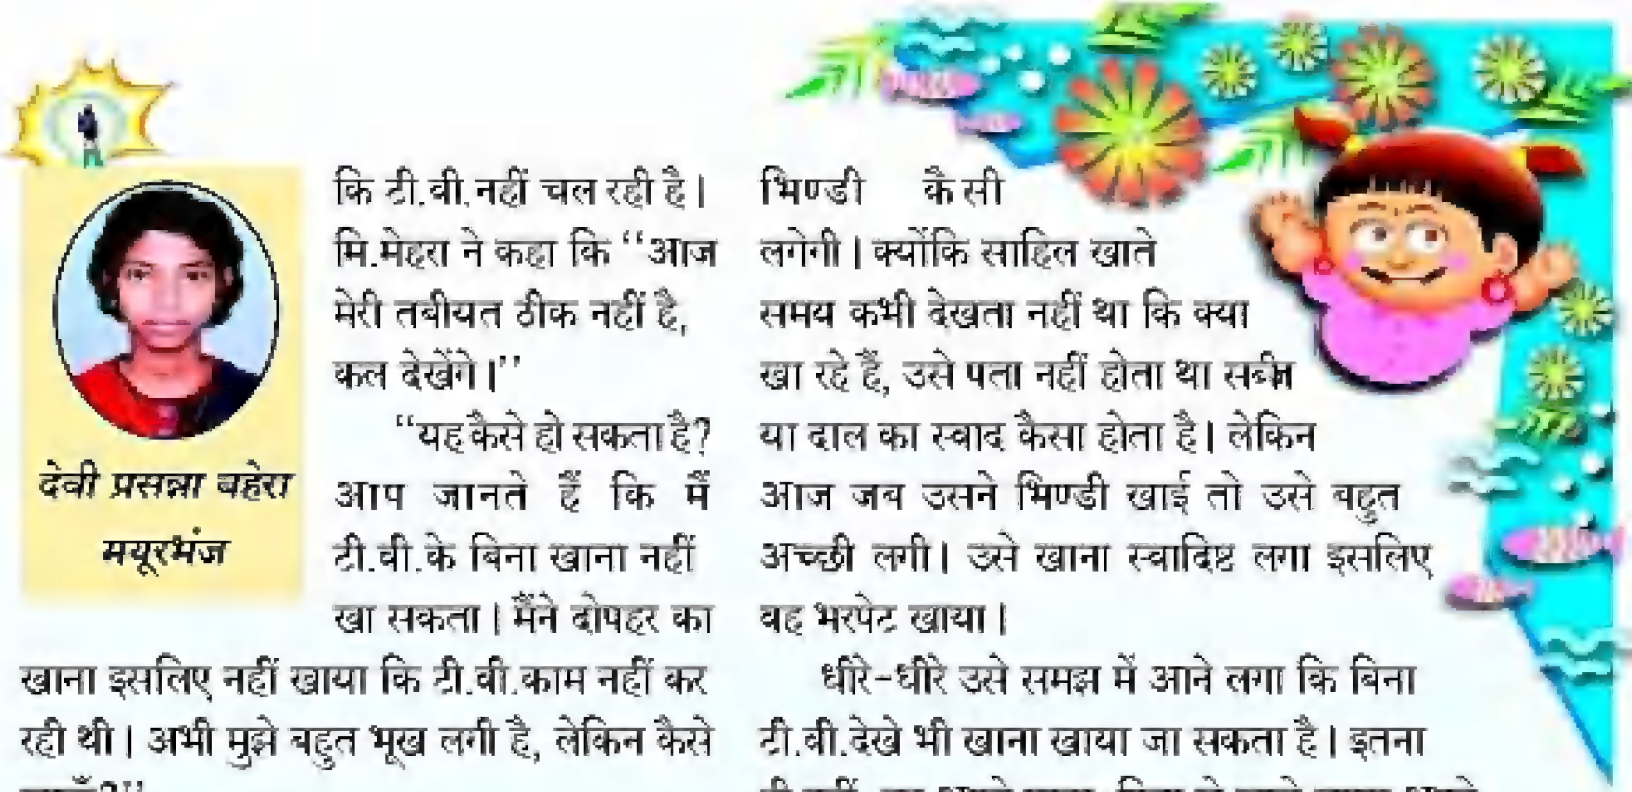 देवी प्रसन्ना बहेरा
मयूरभंज
कि टी.वी.नहीं चल रही है।
मि.मेहरा ने कहा कि ‘‘आज
मेरी तबीयत ठीक नहीं है,
कल देखेंगे।’’
‘‘यह कैसे हो सकता है?
आप जानते हैं कि मैं
टी.वी.के बिना खाना नहीं
खा सकता। मैंने दोपहर का
खाना इसलिए नहीं खाया कि टी.वी.काम नहीं कर
रही थी। अभी मुझे बहुत भूख लगी है, लेकिन कैसे
भिण्डी कैसी
लगेगी। क्योंकि साहिल खाते
समय कभी देखता नहीं था कि क्या
खा रहे हैं, उसे पता नहीं होता था सब्जी
या दाल का स्वाद कैसा होता है। लेकिन
आज जब उसने भिण्डी खाई तो उसे बहुत
अच्छी लगी। उसे खाना स्वादिष्ट लगा इसलिए
वह भरपेट खाया।
धीरे-धीरे उसे समझ में आने लगा कि बिना
टी.वी.देखे भी खाना खाया जा सकता है। इतना